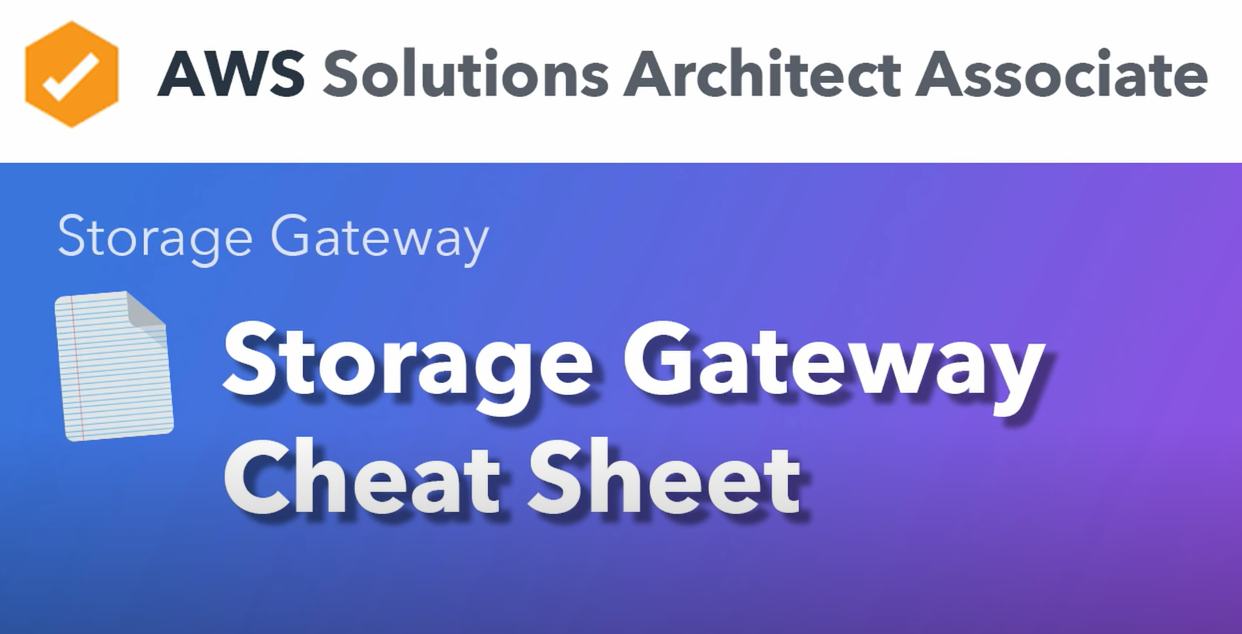 AWS Solutions Architect Associate
Storage Gateway
Storage Gateway
Cheat Sheet